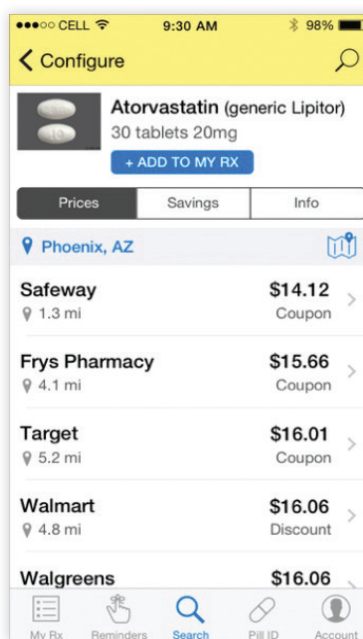 CELL 9:30 AM 98%
Configure
Atorvastatin (generic Lipitor)
30 tablets 20mg
+ ADD TO MY RX
Prices Savings Info
Phoenix, AZ
Safeway $14.12
1.3 mi Coupon
Frys Pharmacy $15.66
4.1 mi Coupon
Target $16.01
5.2 mi Coupon
Walmart $16.06
4.8 mi Discount
Walgreens $16.06
My Rx Reminders Search Pill ID Account